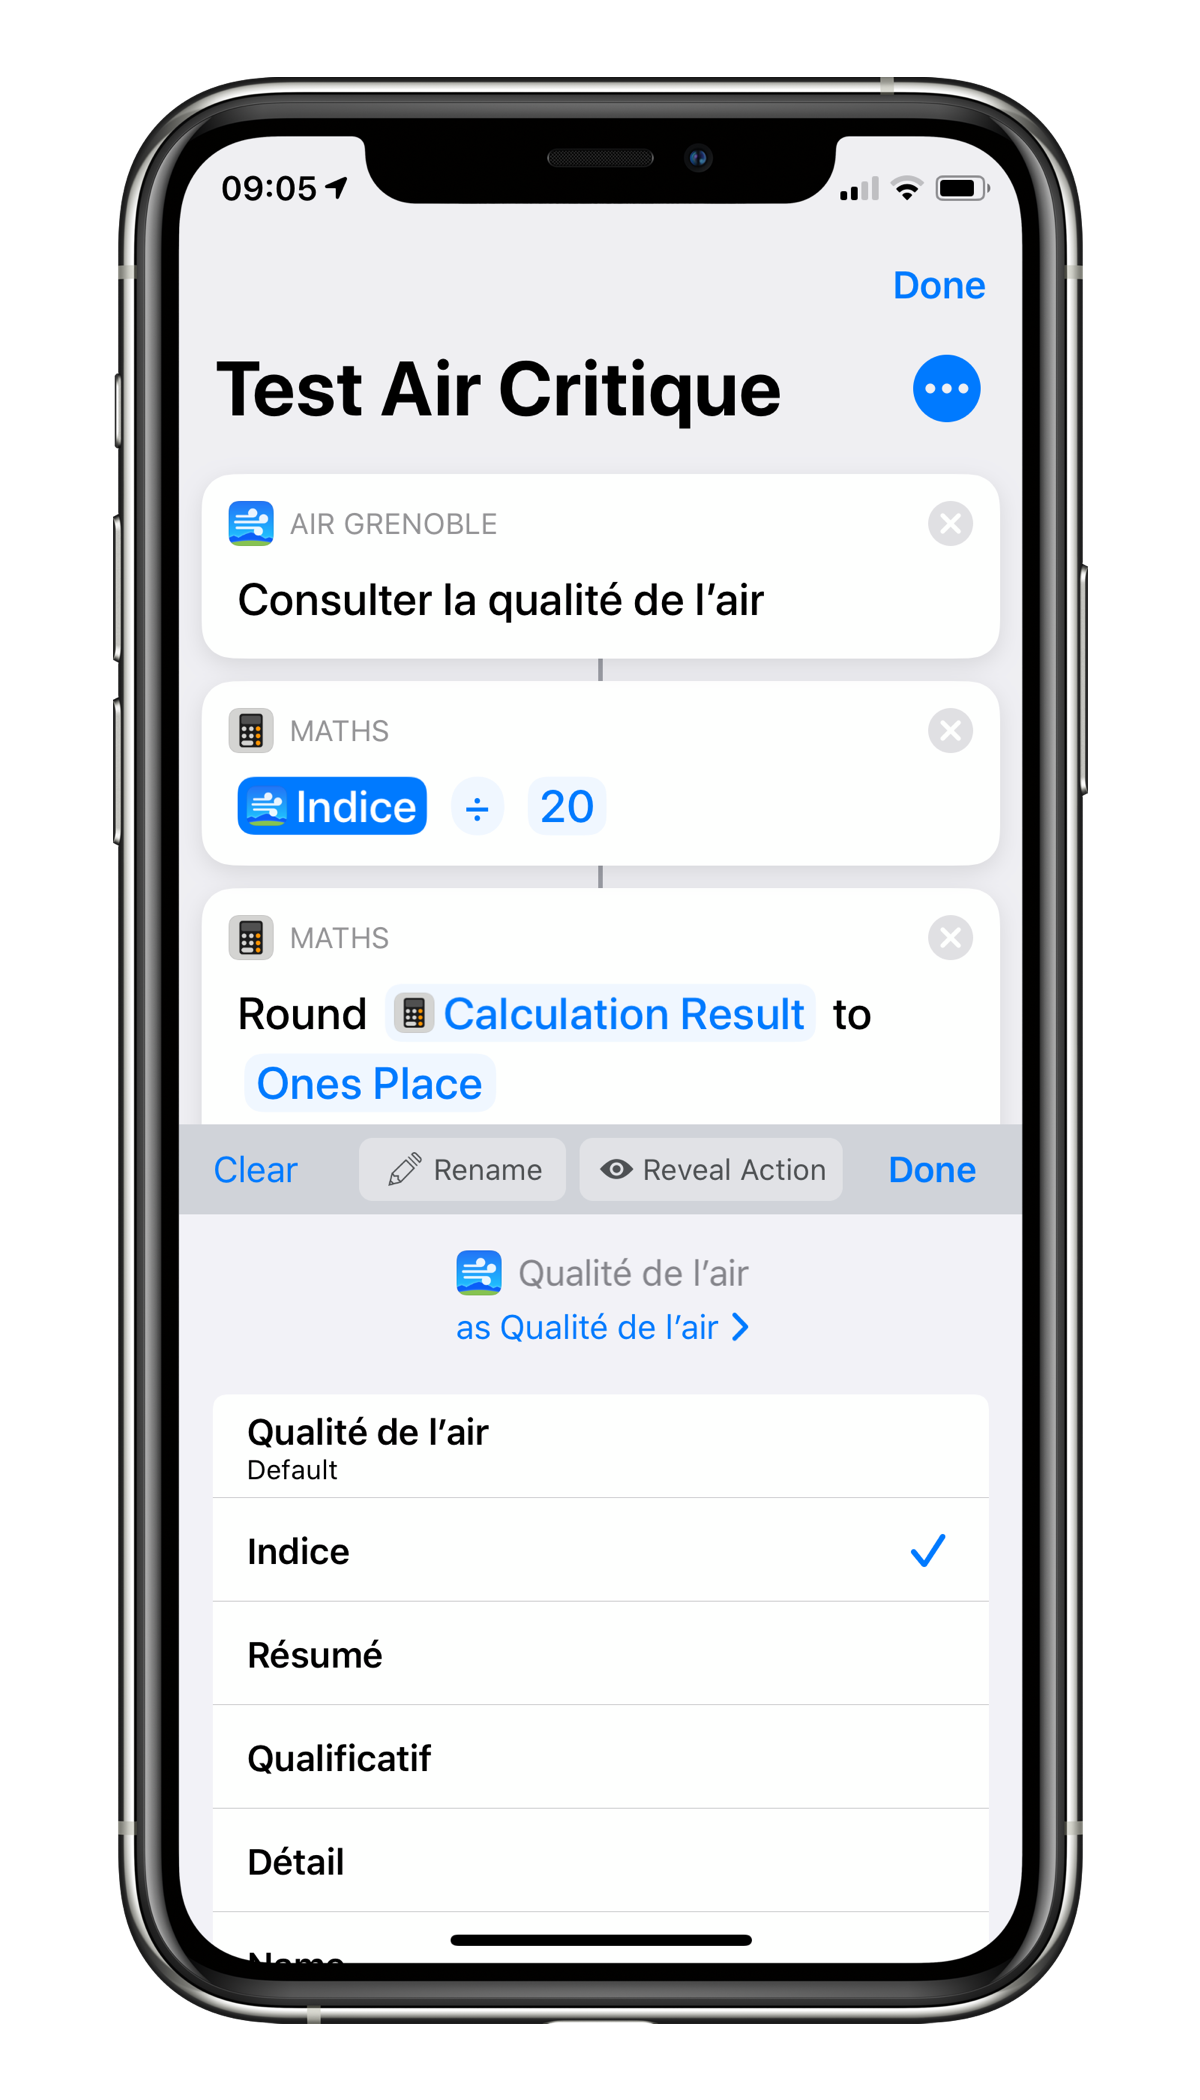 09:05
Done
Test Air Critique
AIR GRENOBLE
Consulter la qualité de l’air
MATHS
Indice ÷ 20
MATHS
Round Calculation Result to
Ones Place
Clear Rename Reveal Action Done
Qualité de l’air
as Qualité de l’air
Qualité de l’air
Default
Indice
Résumé
Qualificatif
Détail
Name